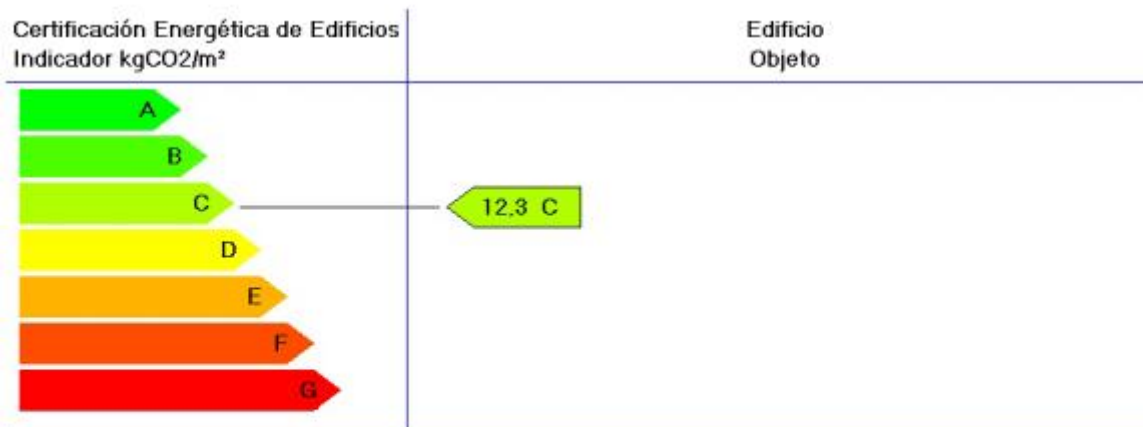 Certificación Energética de Edificios
Indicador kgCO2/m²
Edificio
Objeto
A
B
C
12,3 C
D
E
F
G